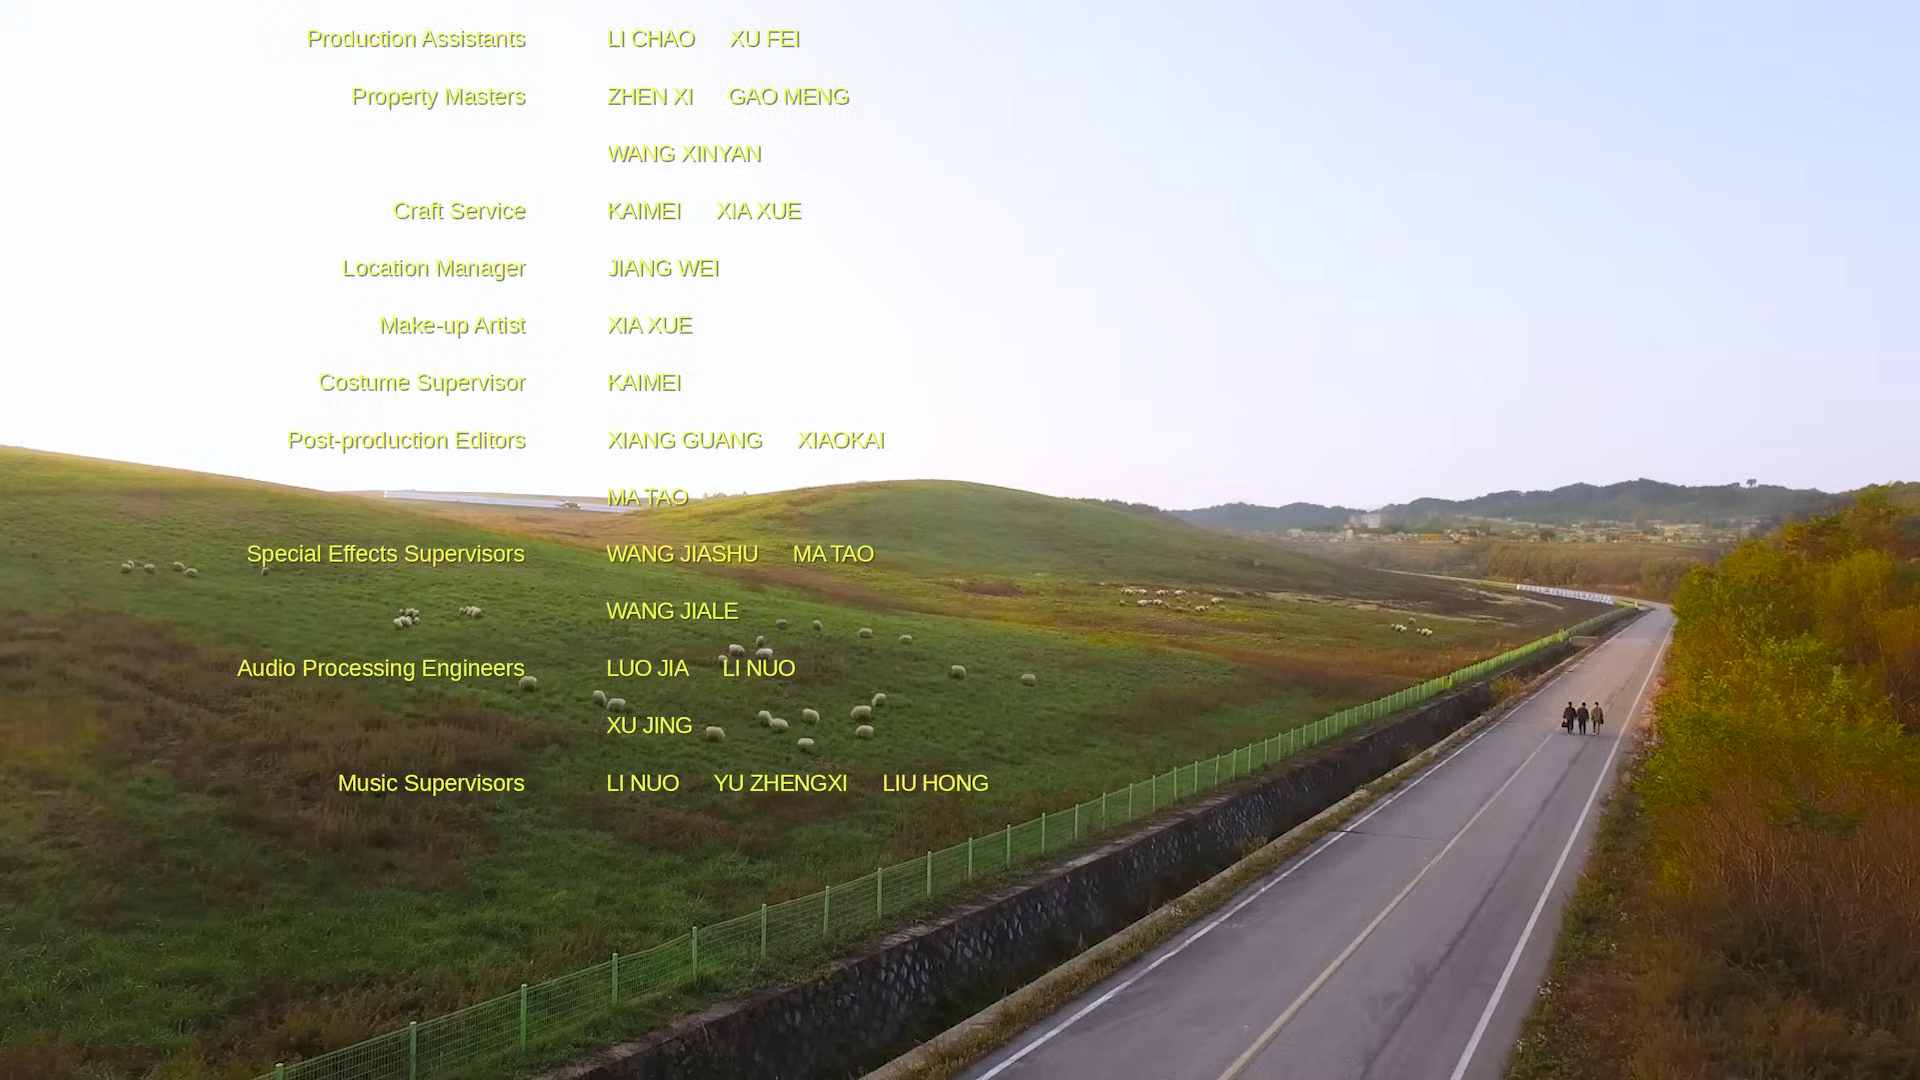 Production Assistants LI CHAO XU FEI
Property Masters ZHEN XI GAO MENG
WANG XINYAN
Craft Service KAIMEI XIA XUE
Location Manager JIANG WEI
Make-up Artist XIA XUE
Costume Supervisor KAIMEI
Post-production Editors XIANG GUANG XIAOKAI
MA TAO
Special Effects Supervisors WANG JIASHU MA TAO
WANG JIALE
Audio Processing Engineers LUO JIA LI NUO
XU JING
Music Supervisors LI NUO YU ZHENGXI LIU HONG